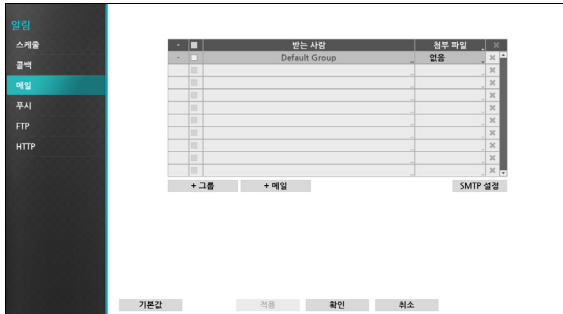 알림
스케줄
콜백
메일
푸시
FTP
HTTP
- 받는 사람 첨부 파일
- Default Group 없음
+ 그룹 + 메일 SMTP 설정
기본값 적용 확인 취소